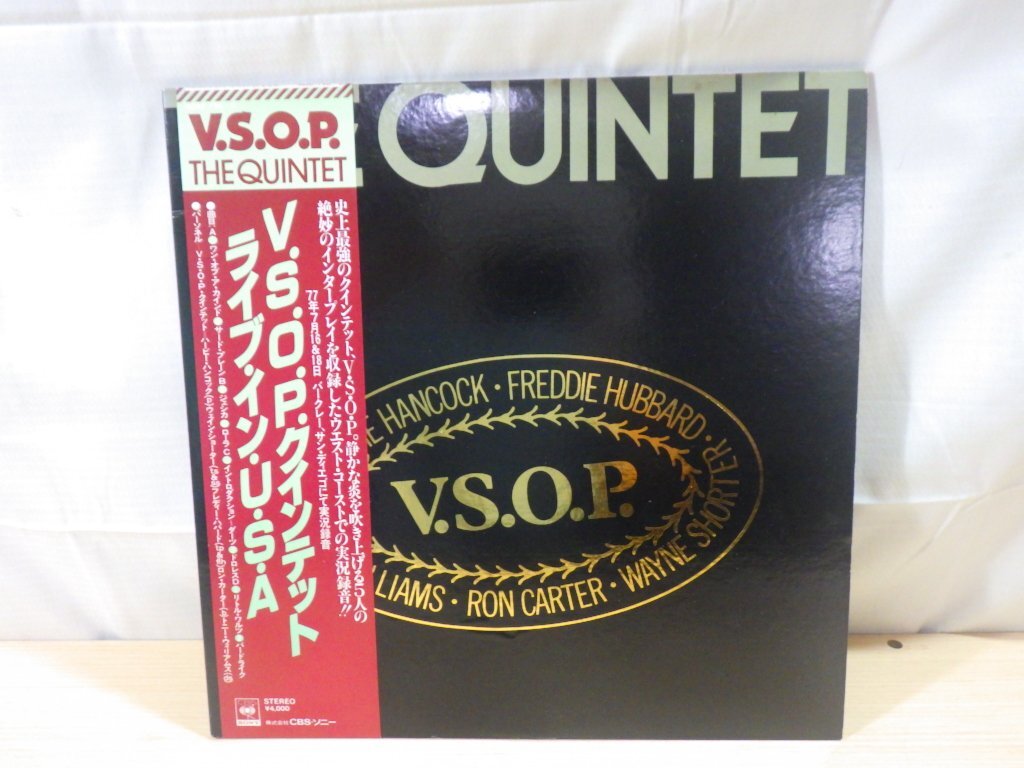 V.S.O.P.
THE QUINTET
史上最強のクインテット、V・S・O・P。静かな炎を吹き上げる5人の
絶妙のインタープレイを収録したウエスト・コーストでの実況録音!!
77年7月16&18日 バークレー、サン・ディエゴにて実況録音
V.S.O.P.クインテット
ライブ・イン・U・S・A
STEREO
¥4,000
株式会社 CBS・ソニー
QUINTET
HANCOCK · FREDDIE HUBBARD ·
WAYNE SHORTER
V.S.O.P.
LIAMS · RON CARTER ·